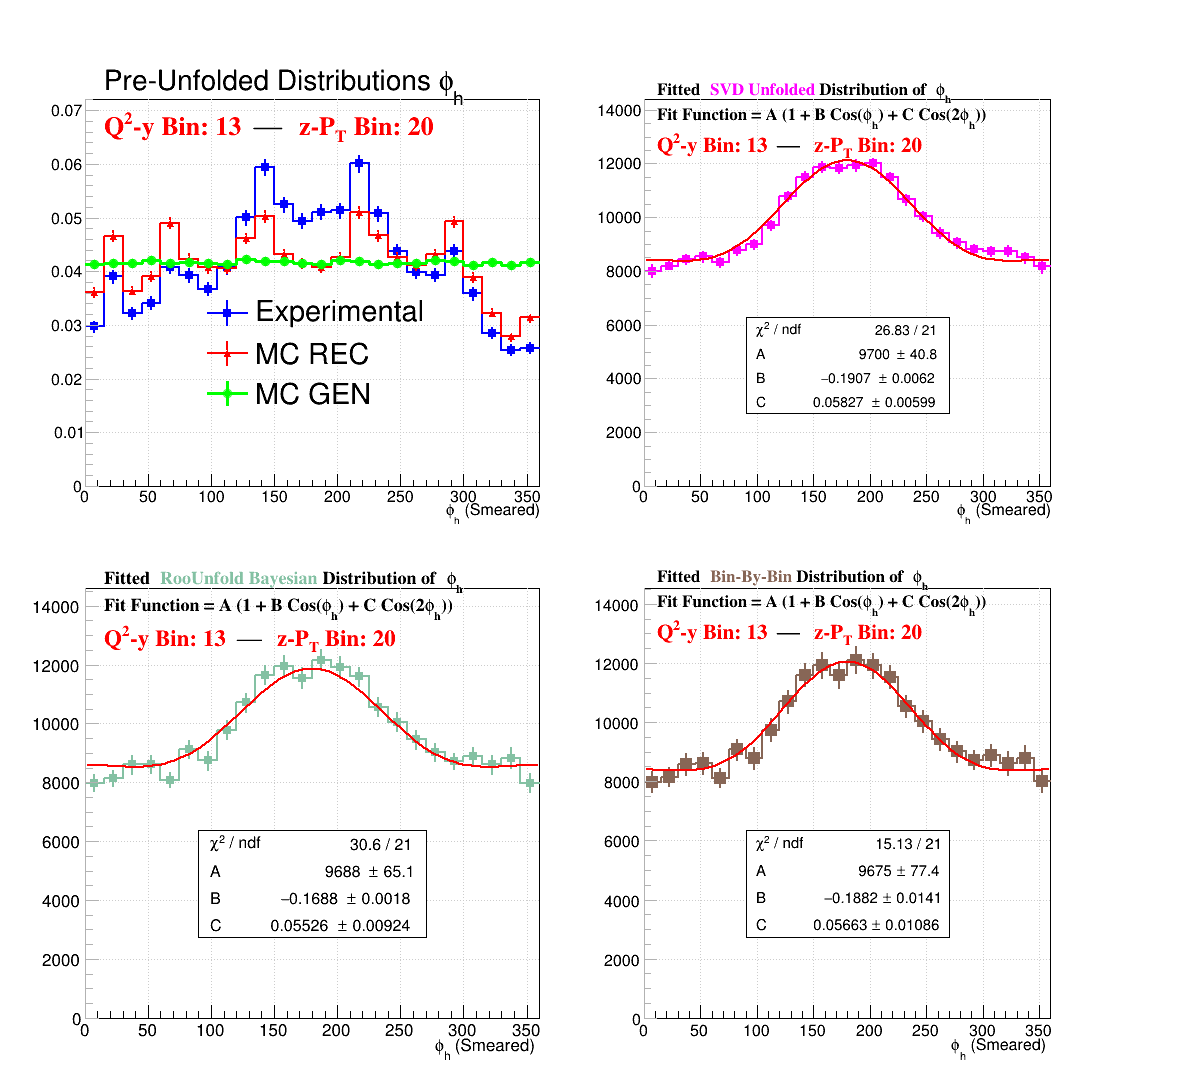 Pre-Unfolded Distributions ϕh
Q2-y Bin: 13 — z-PT Bin: 20
0.07
0.06
0.05
0.04
0.03
0.02
0.01
0
Experimental
MC REC
MC GEN
0 50 100 150 200 250 300 350
ϕh (Smeared)
Fitted SVD Unfolded Distribution of ϕh
Fit Function = A (1 + B Cos(ϕh) + C Cos(2ϕh))
Q2-y Bin: 13 — z-PT Bin: 20
14000
12000
10000
8000
6000
4000
2000
0
χ2 / ndf 26.83 / 21
A 9700 ± 40.8
B −0.1907 ± 0.0062
C 0.05827 ± 0.00599
0 50 100 150 200 250 300 350
ϕh (Smeared)
Fitted RooUnfold Bayesian Distribution of ϕh
Fit Function = A (1 + B Cos(ϕh) + C Cos(2ϕh))
Q2-y Bin: 13 — z-PT Bin: 20
14000
12000
10000
8000
6000
4000
2000
0
χ2 / ndf 30.6 / 21
A 9688 ± 65.1
B −0.1688 ± 0.0018
C 0.05526 ± 0.00924
0 50 100 150 200 250 300 350
ϕh (Smeared)
Fitted Bin-By-Bin Distribution of ϕh
Fit Function = A (1 + B Cos(ϕh) + C Cos(2ϕh))
Q2-y Bin: 13 — z-PT Bin: 20
14000
12000
10000
8000
6000
4000
2000
0
χ2 / ndf 15.13 / 21
A 9675 ± 77.4
B −0.1882 ± 0.0141
C 0.05663 ± 0.01086
0 50 100 150 200 250 300 350
ϕh (Smeared)